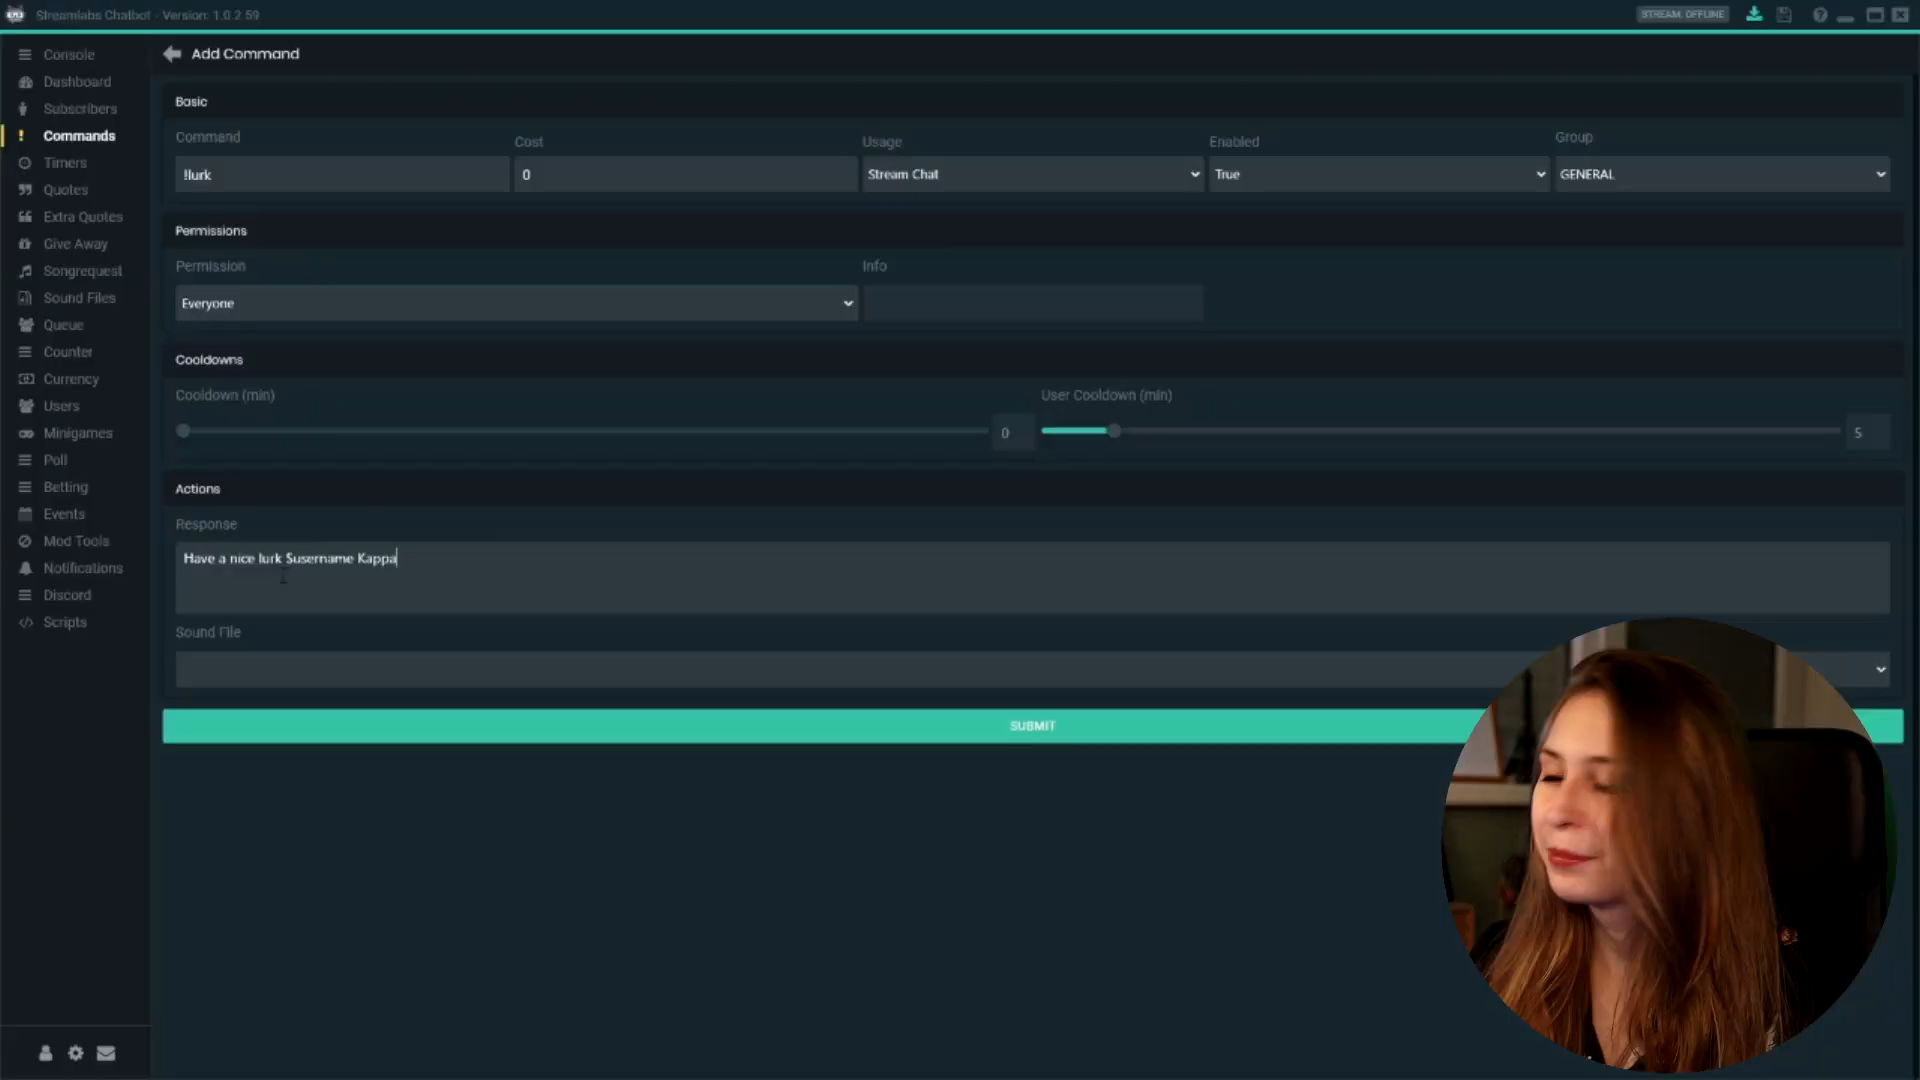 Streamlabs Chatbot - Version: 1.0.2.59
STREAM: OFFLINE
Console
Dashboard
Subscribers
Commands
Timers
Quotes
Extra Quotes
Give Away
Songrequest
Sound Files
Queue
Counter
Currency
Users
Minigames
Poll
Betting
Events
Mod Tools
Notifications
Discord
Scripts
Add Command
Basic
Command Cost Usage Enabled Group
!lurk 0 Stream Chat True GENERAL
Permissions
Permission Info
Everyone
Cooldowns
Cooldown (min) User Cooldown (min)
0 5
Actions
Response
Have a nice lurk $username Kappa
Sound File
SUBMIT